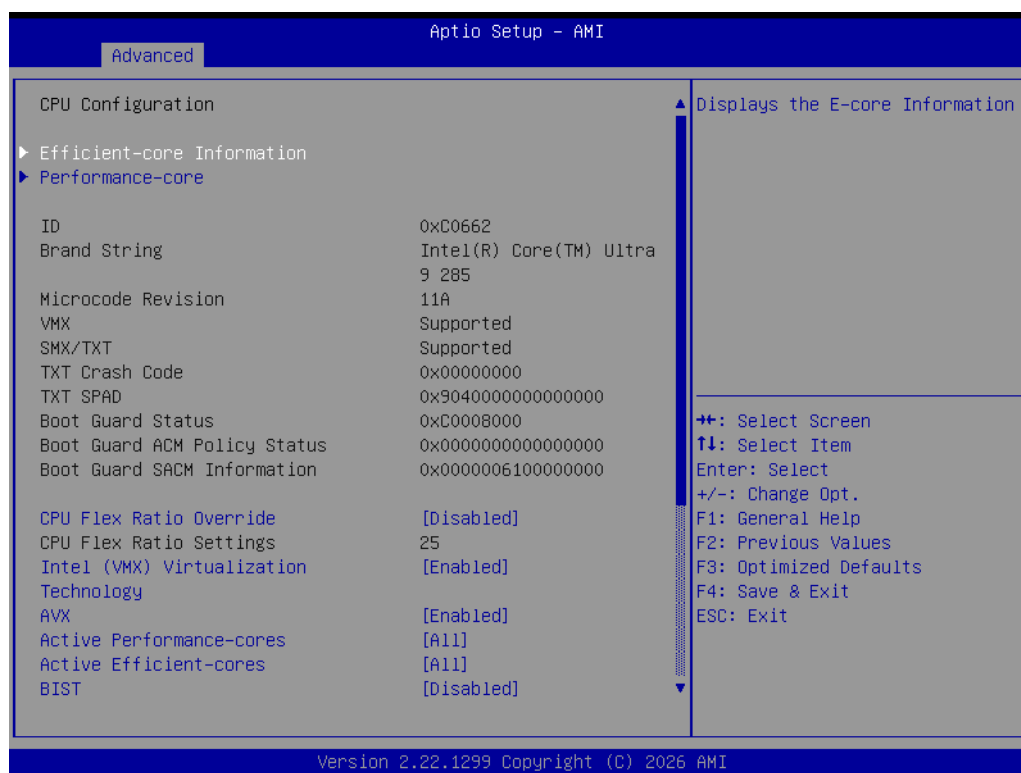 Aptio Setup - AMI
Advanced
CPU Configuration
Efficient-core Information
Performance-core
ID 0xC0662
Brand String Intel(R) Core(TM) Ultra
9 285
Microcode Revision 11A
VMX Supported
SMX/TXT Supported
TXT Crash Code 0x00000000
TXT SPAD 0x9040000000000000
Boot Guard Status 0xC0008000
Boot Guard ACM Policy Status 0x0000000000000000
Boot Guard SACM Information 0x0000006100000000
CPU Flex Ratio Override [Disabled]
CPU Flex Ratio Settings 25
Intel (VMX) Virtualization [Enabled]
Technology
AVX [Enabled]
Active Performance-cores [All]
Active Efficient-cores [All]
BIST [Disabled]
Displays the E-core Information
→←: Select Screen
↑↓: Select Item
Enter: Select
+/-: Change Opt.
F1: General Help
F2: Previous Values
F3: Optimized Defaults
F4: Save & Exit
ESC: Exit
Version 2.22.1299 Copyright (C) 2026 AMI